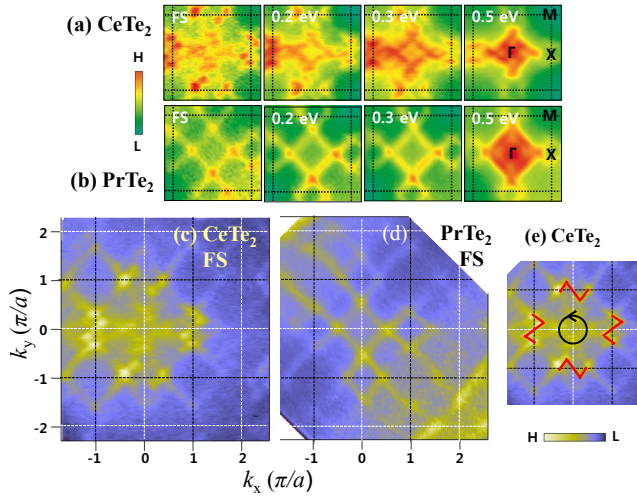 (a) CeTe2
FS
0.2 eV
0.3 eV
0.5 eV
M
Γ
X
H
L
FS
0.2 eV
0.3 eV
0.5 eV
M
Γ
X
(b) PrTe2
(c) CeTe2
FS
(d)
PrTe2
FS
(e) CeTe2
2
1
0
-1
-2
ky (π/a)
-1
0
1
2
-1
0
1
2
kx (π/a)
H
L